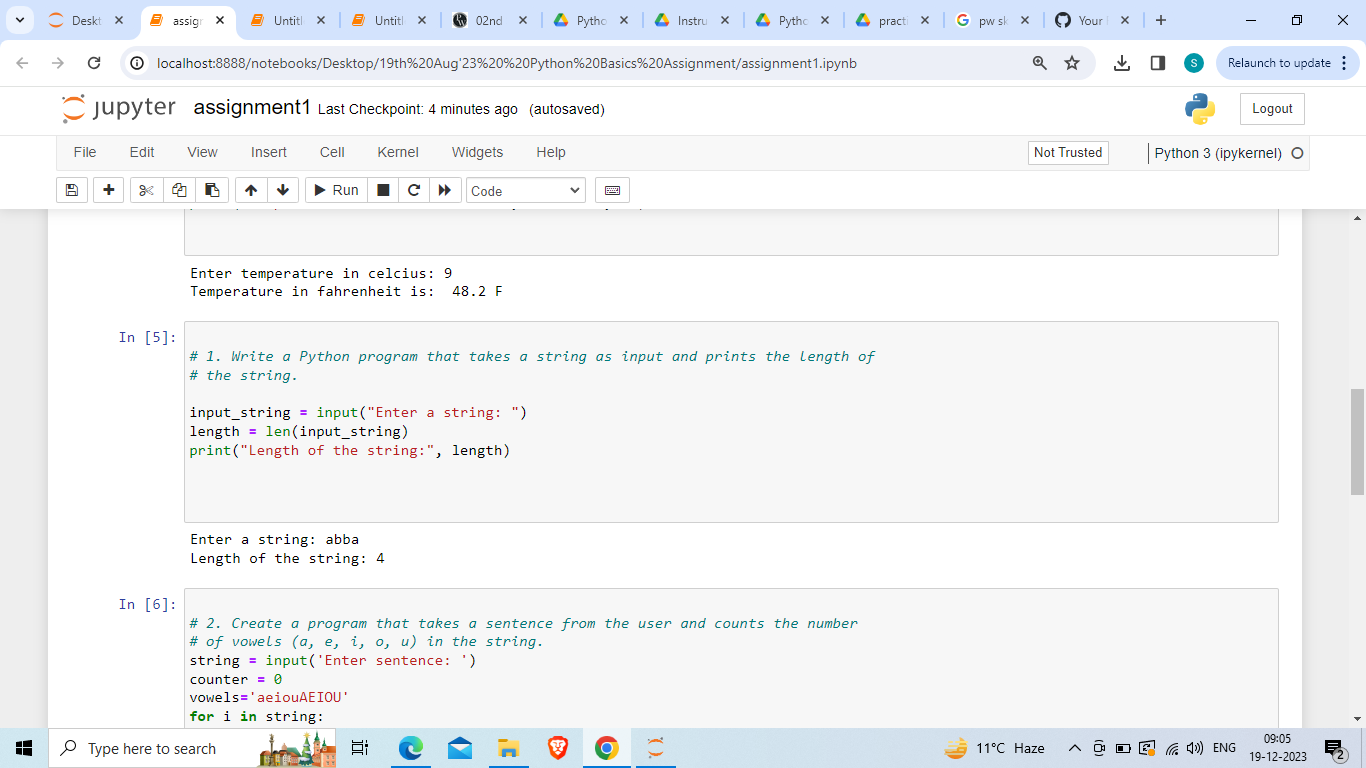 Deskt
assign
Untitl
Untitl
02nd
Pytho
Instru
Pytho
practi
pw sk
Your
localhost:8888/notebooks/Desktop/19th%20Aug'23%20%20Python%20Basics%20Assignment/assignment1.ipynb
S
Relaunch to update
jupyter assignment1 Last Checkpoint: 4 minutes ago (autosaved)
Logout
File Edit View Insert Cell Kernel Widgets Help
Not Trusted
Python 3 (ipykernel)
Run
Code
Enter temperature in celcius: 9
Temperature in fahrenheit is:  48.2 F
In [5]:
# 1. Write a Python program that takes a string as input and prints the length of
# the string.
input_string = input("Enter a string: ")
length = len(input_string)
print("Length of the string:", length)
Enter a string: abba
Length of the string: 4
In [6]:
# 2. Create a program that takes a sentence from the user and counts the number
# of vowels (a, e, i, o, u) in the string.
string = input('Enter sentence: ')
counter = 0
vowels='aeiouAEIOU'
for i in string:
Type here to search
11°C Haze
ENG
09:05
19-12-2023
2